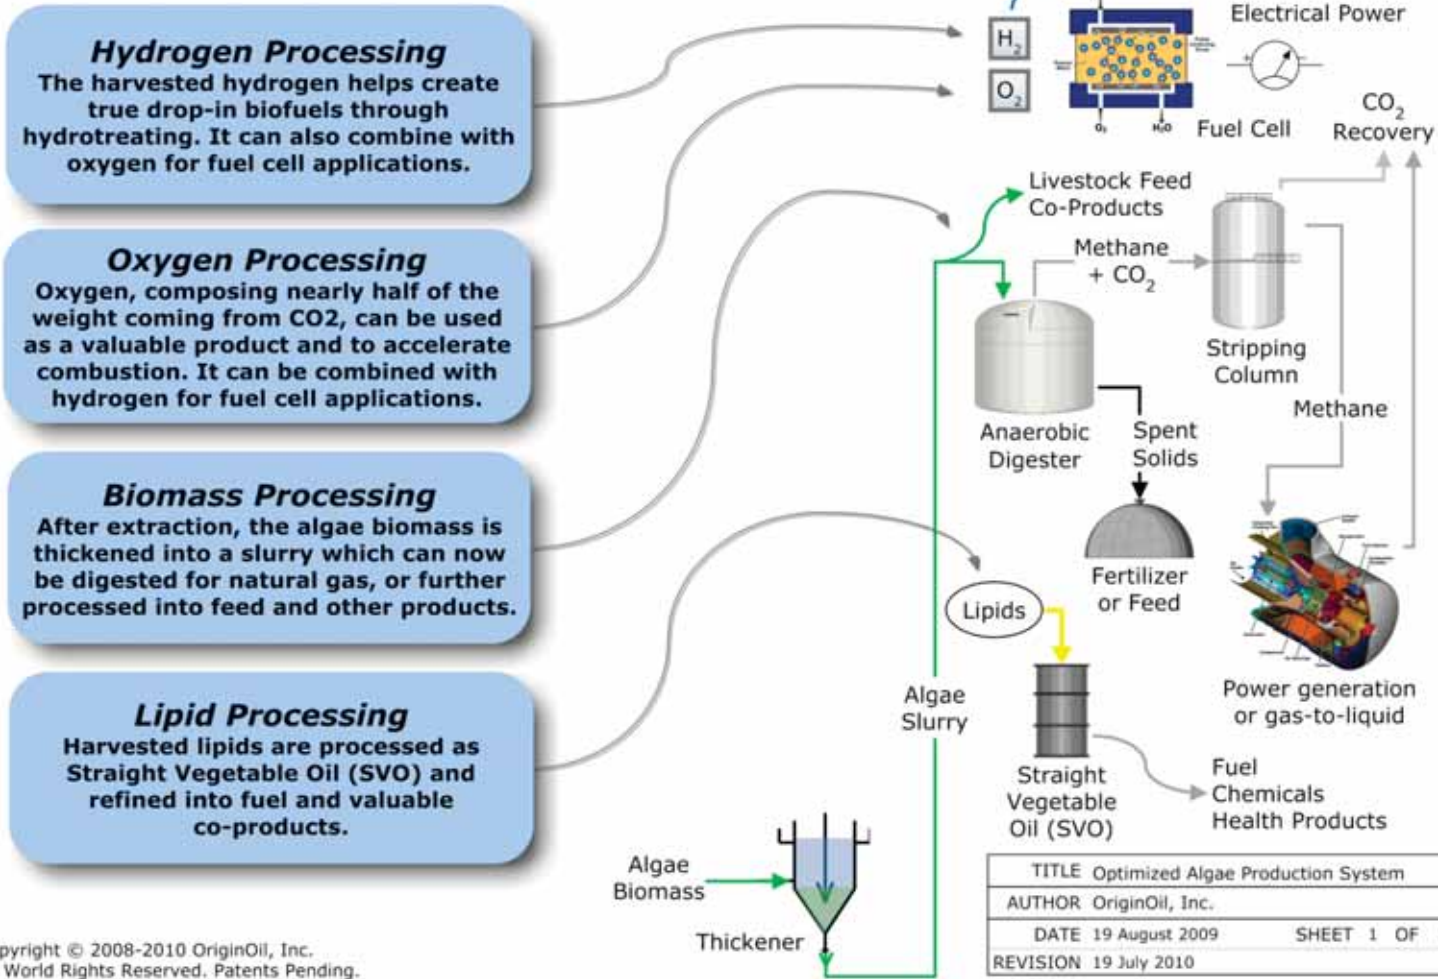 Hydrogen Processing
The harvested hydrogen helps create
true drop-in biofuels through
hydrotreating. It can also combine with
oxygen for fuel cell applications.
Oxygen Processing
Oxygen, composing nearly half of the
weight coming from CO2, can be used
as a valuable product and to accelerate
combustion. It can be combined with
hydrogen for fuel cell applications.
Biomass Processing
After extraction, the algae biomass is
thickened into a slurry which can now
be digested for natural gas, or further
processed into feed and other products.
Lipid Processing
Harvested lipids are processed as
Straight Vegetable Oil (SVO) and
refined into fuel and valuable
co-products.
H2
O2
O2
H2O
Electrical Power
- +
Fuel Cell
CO2
Recovery
Livestock Feed
Co-Products
Methane
+ CO2
Stripping
Column
Methane
Anaerobic
Digester
Spent
Solids
Fertilizer
or Feed
Power generation
or gas-to-liquid
Lipids
Algae
Slurry
Straight
Vegetable
Oil (SVO)
Fuel
Chemicals
Health Products
Algae
Biomass
Thickener
TITLE Optimized Algae Production System
AUTHOR OriginOil, Inc.
DATE 19 August 2009 SHEET 1 OF
REVISION 19 July 2010
pyright © 2008-2010 OriginOil, Inc.
World Rights Reserved. Patents Pending.